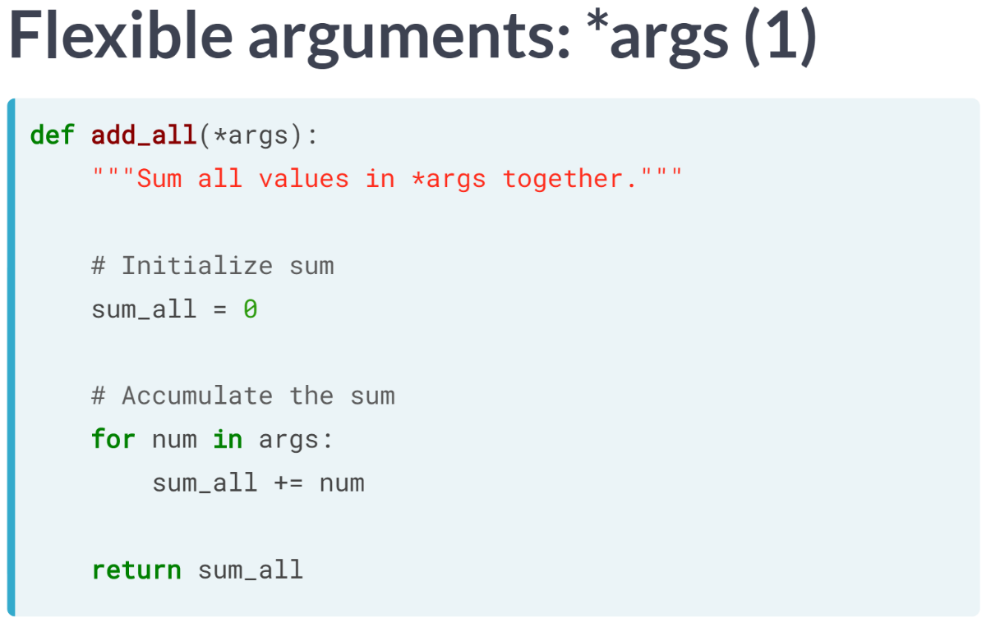 Flexible arguments: *args (1)
def add_all(*args):
    """Sum all values in *args together."""
    # Initialize sum
    sum_all = 0
    # Accumulate the sum
    for num in args:
        sum_all += num
    return sum_all